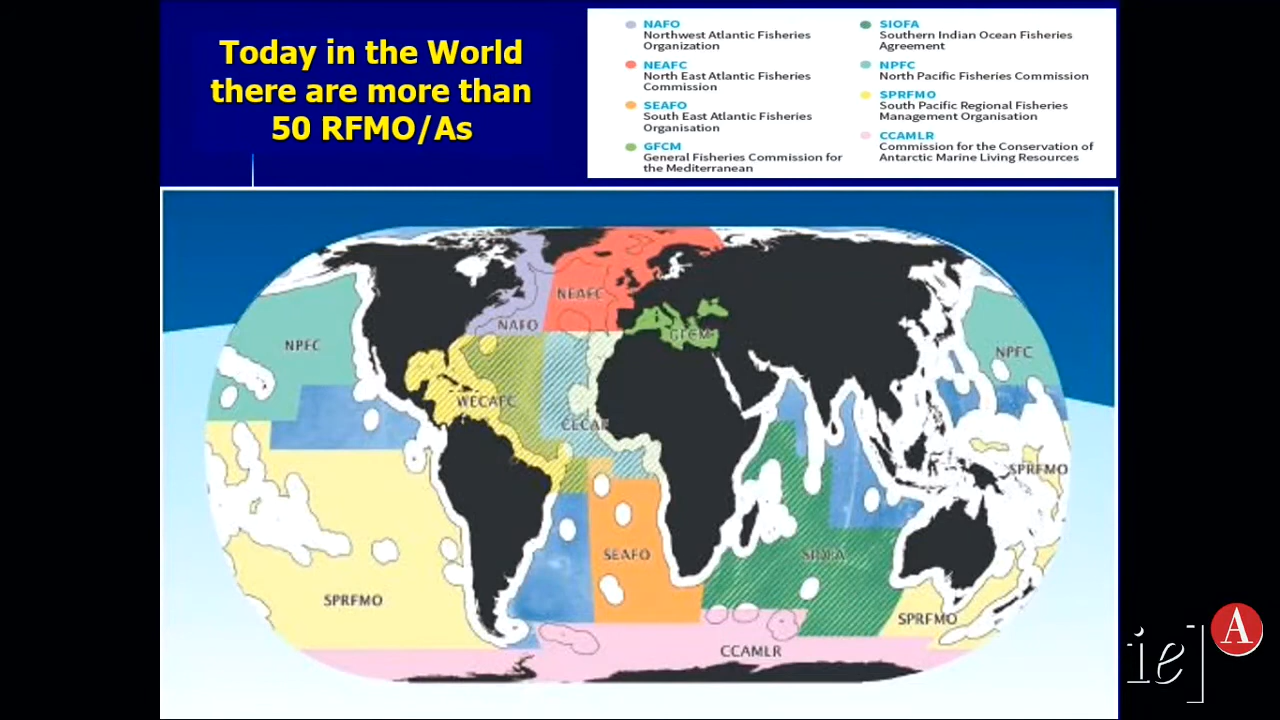 Today in the World
there are more than
50 RFMO/As
NAFO
Northwest Atlantic Fisheries
Organization
NEAFC
North East Atlantic Fisheries
Commission
SEAFO
South East Atlantic Fisheries
Organisation
GFCM
General Fisheries Commission for
the Mediterranean
SIOFA
Southern Indian Ocean Fisheries
Agreement
NPFC
North Pacific Fisheries Commission
SPRFMO
South Pacific Regional Fisheries
Management Organisation
CCAMLR
Commission for the Conservation of
Antarctic Marine Living Resources
NEAFC
NAFO
GFCM
NPFC
NPFC
WECAFC
CECAF
SPRFMO
SEAFO
SIOFA
SPRFMO
SPRFMO
CCAMLR
ie]
A